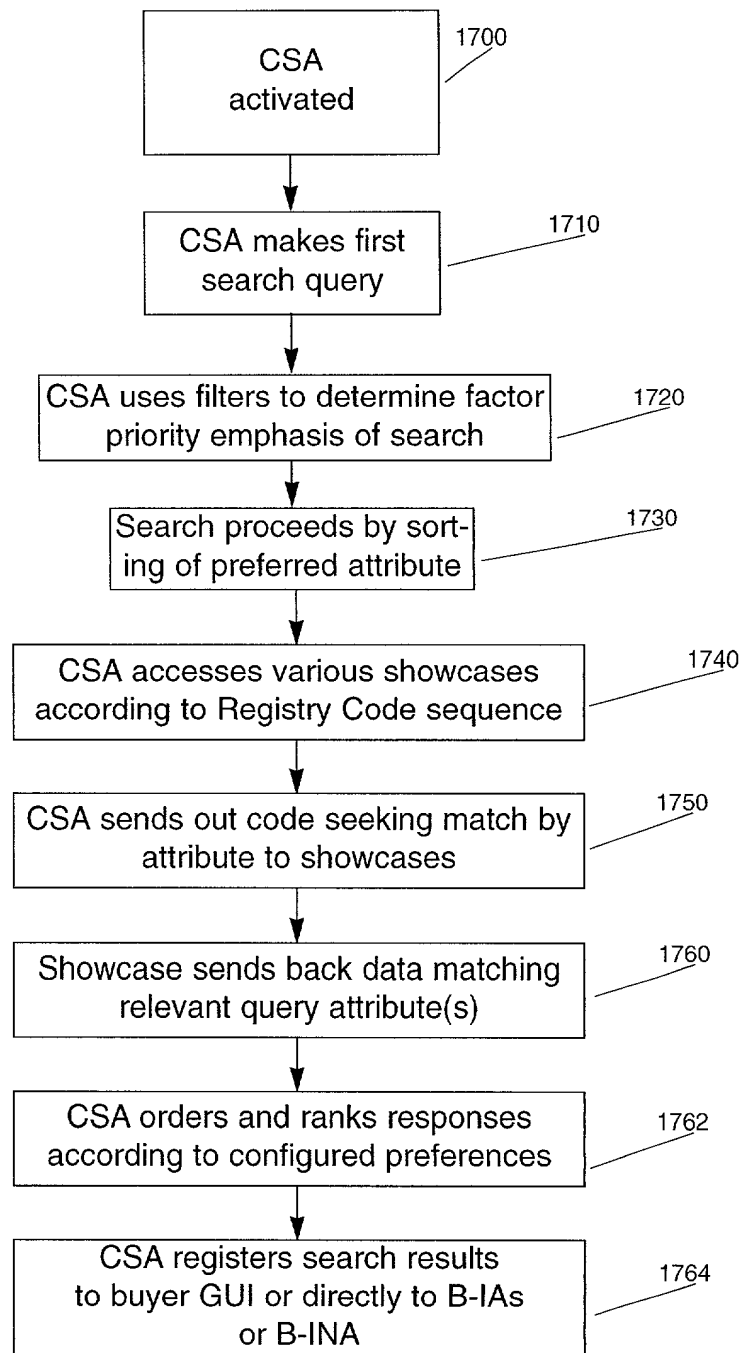 CSA
activated
1700
CSA makes first
search query
1710
CSA uses filters to determine factor
priority emphasis of search
1720
Search proceeds by sort-
ing of preferred attribute
1730
CSA accesses various showcases
according to Registry Code sequence
1740
CSA sends out code seeking match by
attribute to showcases
1750
Showcase sends back data matching
relevant query attribute(s)
1760
CSA orders and ranks responses
according to configured preferences
1762
CSA registers search results
to buyer GUI or directly to B-IAs
or B-INA
1764